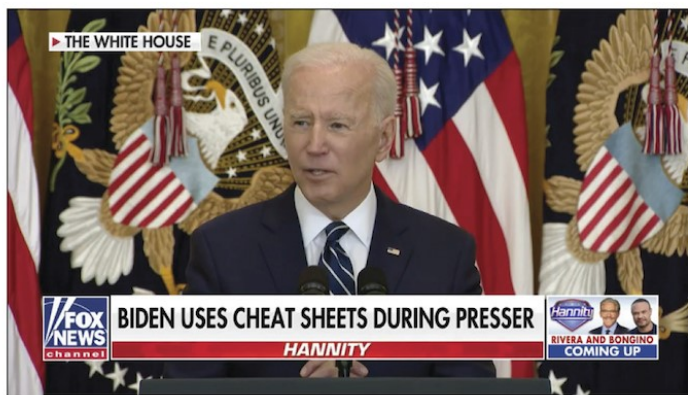 THE WHITE HOUSE
E PLURIBUS UNUM
BIDEN USES CHEAT SHEETS DURING PRESSER
HANNITY
FOX
NEWS
channel
Hannity
RIVERA AND BONGINO
COMING UP